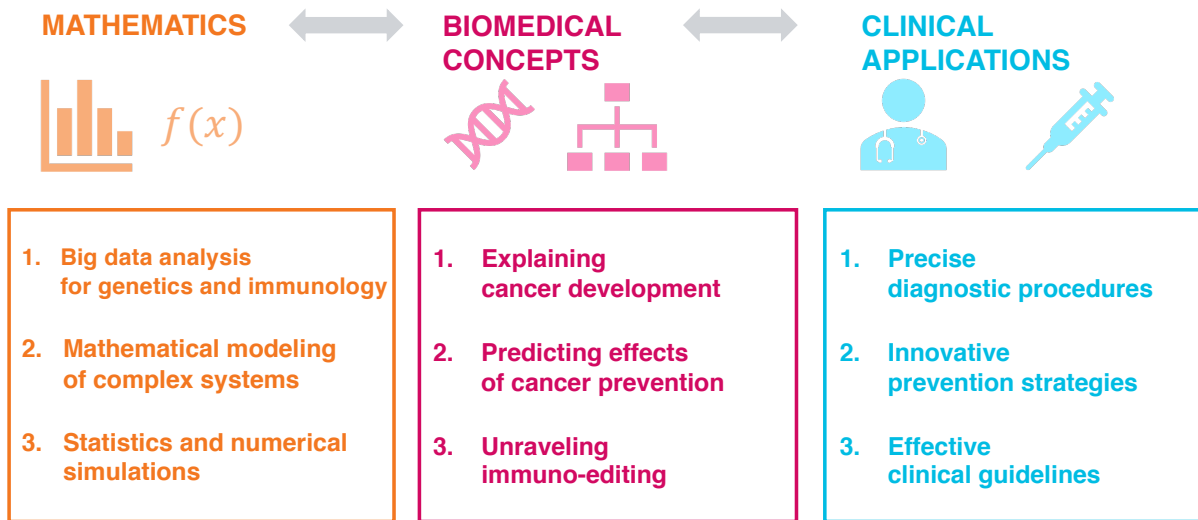 MATHEMATICS
BIOMEDICAL
CONCEPTS
CLINICAL
APPLICATIONS
f(x)
1. Big data analysis
for genetics and immunology
2. Mathematical modeling
of complex systems
3. Statistics and numerical
simulations
1. Explaining
cancer development
2. Predicting effects
of cancer prevention
3. Unraveling
immuno-editing
1. Precise
diagnostic procedures
2. Innovative
prevention strategies
3. Effective
clinical guidelines